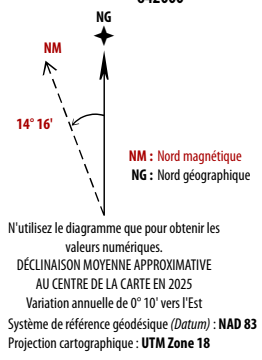 NG
NM
14° 16'
NM : Nord magnétique
NG : Nord géographique
N'utilisez le diagramme que pour obtenir les
valeurs numériques.
DÉCLINAISON MOYENNE APPROXIMATIVE
AU CENTRE DE LA CARTE EN 2025
Variation annuelle de 0° 10' vers l'Est
Système de référence géodésique (Datum) : NAD 83
Projection cartographique : UTM Zone 18